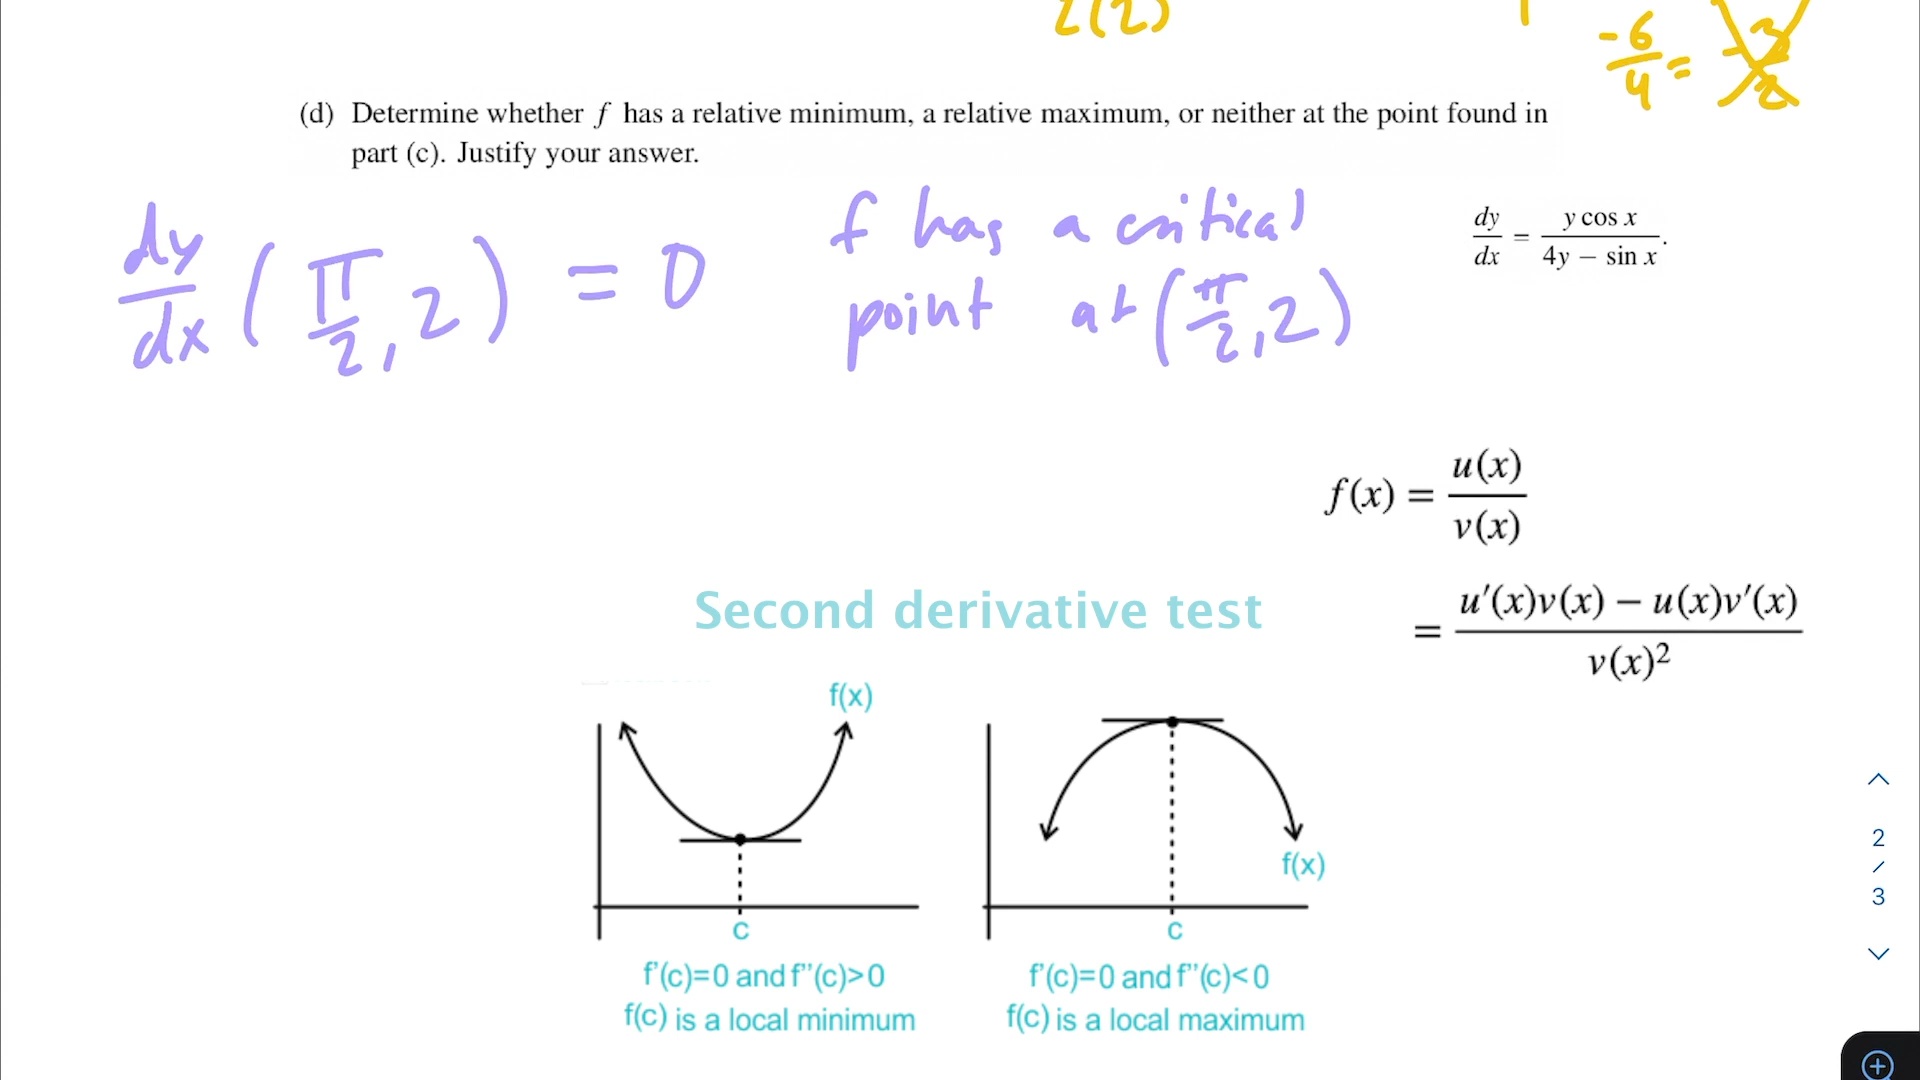 2(2)
-6/4 = -3/2
(d) Determine whether f has a relative minimum, a relative maximum, or neither at the point found in
part (c). Justify your answer.
dy/dx (π/2, 2) = 0
f has a critical
point at (π/2, 2)
dy/dx = y cos x / 4y − sin x.
f(x) = u(x)/v(x)
= u′(x)v(x) − u(x)v′(x) / v(x)²
Second derivative test
f(x)
c
f'(c)=0 and f''(c)>0
f(c) is a local minimum
f(x)
c
f'(c)=0 and f''(c)<0
f(c) is a local maximum
2
/
3